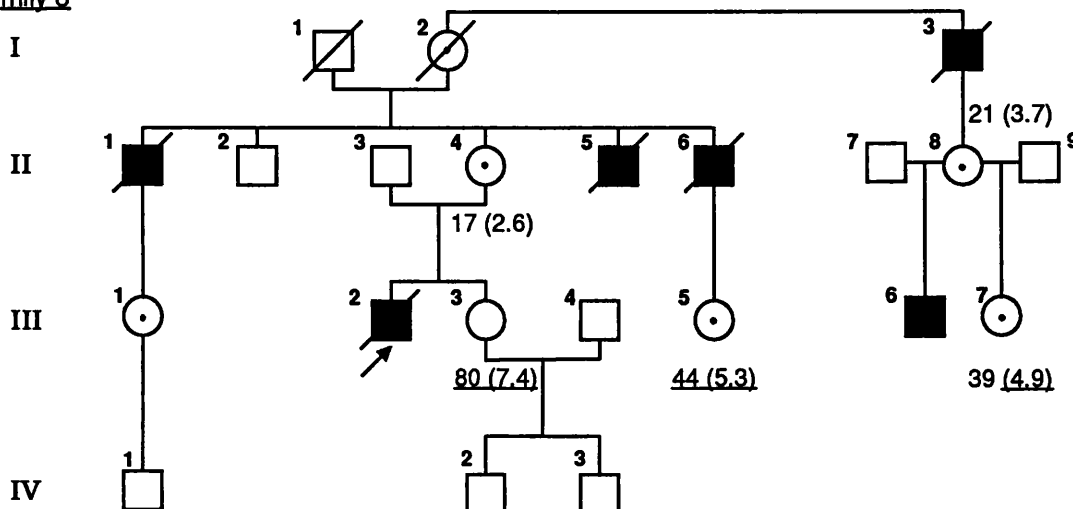 I 1 2 3
21 (3.7)
II 1 2 3 4 5 6 7 8 9
17 (2.6)
III 1 2 3 4 5 6 7
80 (7.4) 44 (5.3) 39 (4.9)
IV 1 2 3